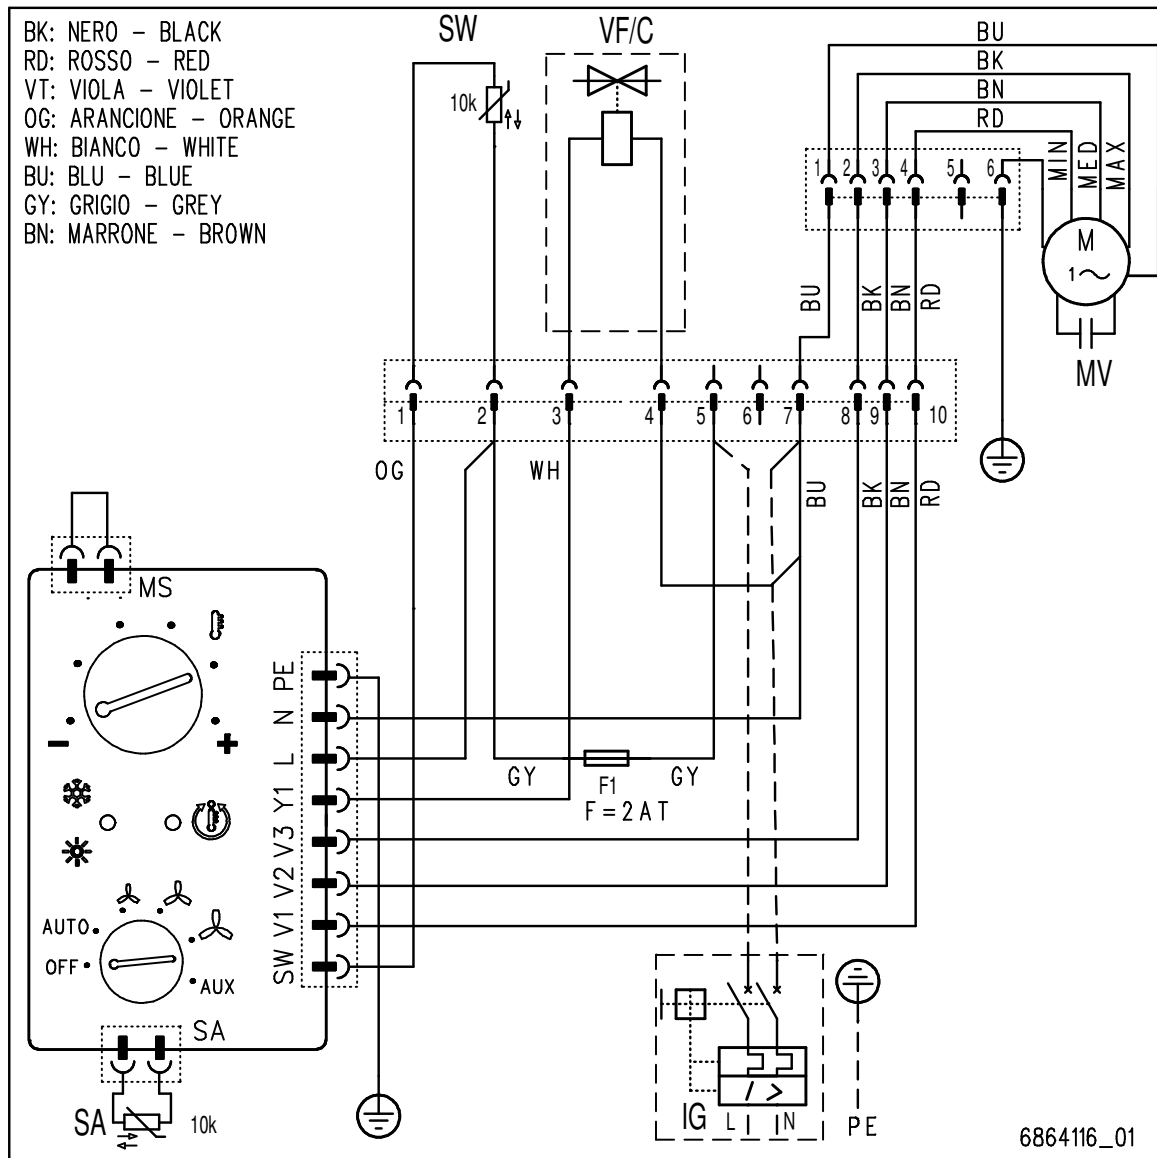 BK: NERO - BLACK
RD: ROSSO - RED
VT: VIOLA - VIOLET
OG: ARANCIONE - ORANGE
WH: BIANCO - WHITE
BU: BLU - BLUE
GY: GRIGIO - GREY
BN: MARRONE - BROWN
SW
10k
VF/C
BU
BK
BN
RD
1 2 3 4 5 6
MIN MED MAX
M
1~
MV
BU BK BN RD
1 2 3 4 5 6 7 8 9 10
OG WH BU BK BN RD
MS
- +
PE
N
L
Y1
V3
V2
V1
SW
GY GY
F1
F=2AT
AUTO
OFF
AUX
SA
SA 10k
IG L N PE
6864116_01